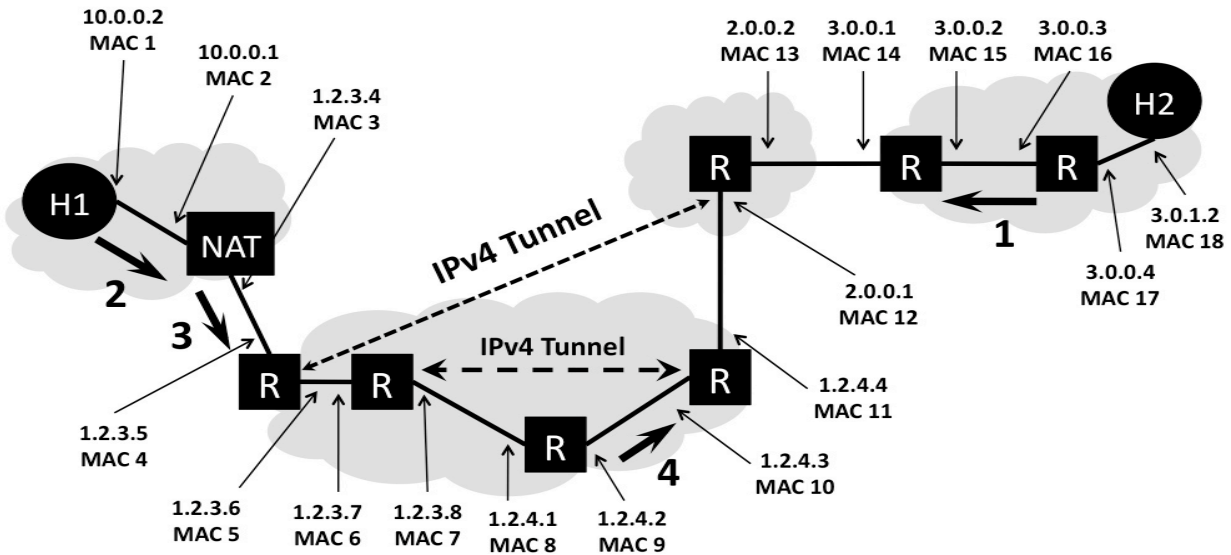 10.0.0.2
MAC 1
10.0.0.1
MAC 2
1.2.3.4
MAC 3
2.0.0.2
MAC 13
3.0.0.1
MAC 14
3.0.0.2
MAC 15
3.0.0.3
MAC 16
H2
R
R
R
H1
NAT
IPv4 Tunnel
1
3.0.1.2
MAC 18
3.0.0.4
MAC 17
2
2.0.0.1
MAC 12
3
IPv4 Tunnel
R
R
R
R
1.2.4.4
MAC 11
1.2.3.5
MAC 4
4
1.2.4.3
MAC 10
1.2.3.6
MAC 5
1.2.3.7
MAC 6
1.2.3.8
MAC 7
1.2.4.1
MAC 8
1.2.4.2
MAC 9